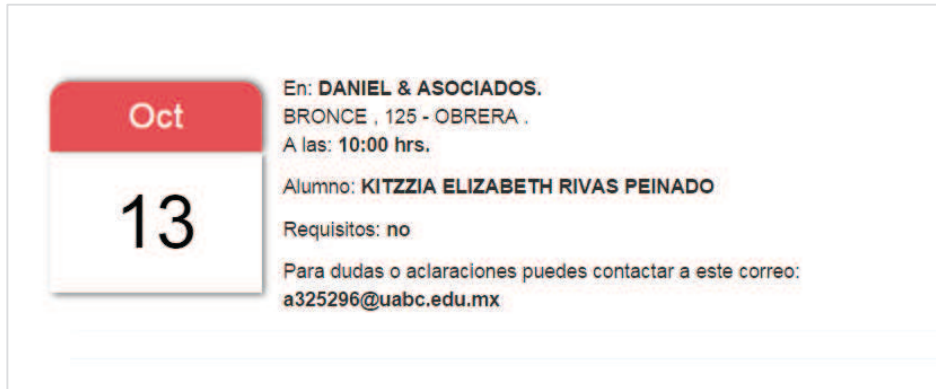 Oct
13
En: DANIEL & ASOCIADOS.
BRONCE , 125 - OBRERA .
A las: 10:00 hrs.
Alumno: KITZZIA ELIZABETH RIVAS PEINADO
Requisitos: no
Para dudas o aclaraciones puedes contactar a este correo:
a325296@uabc.edu.mx